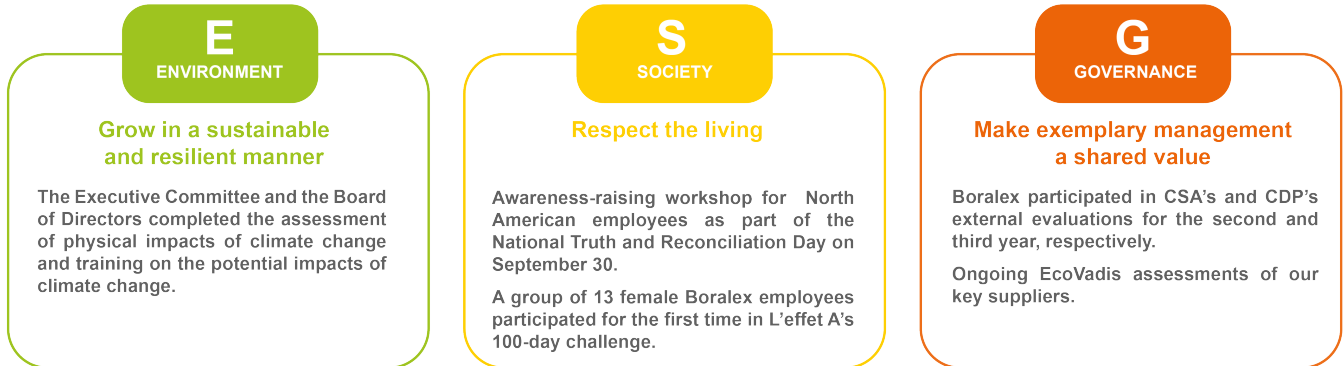 E
ENVIRONMENT
Grow in a sustainable
and resilient manner
The Executive Committee and the Board
of Directors completed the assessment
of physical impacts of climate change
and training on the potential impacts of
climate change.
S
SOCIETY
Respect the living
Awareness-raising workshop for North
American employees as part of the
National Truth and Reconciliation Day on
September 30.
A group of 13 female Boralex employees
participated for the first time in L’effet A’s
100-day challenge.
G
GOVERNANCE
Make exemplary management
a shared value
Boralex participated in CSA’s and CDP’s
external evaluations for the second and
third year, respectively.
Ongoing EcoVadis assessments of our
key suppliers.